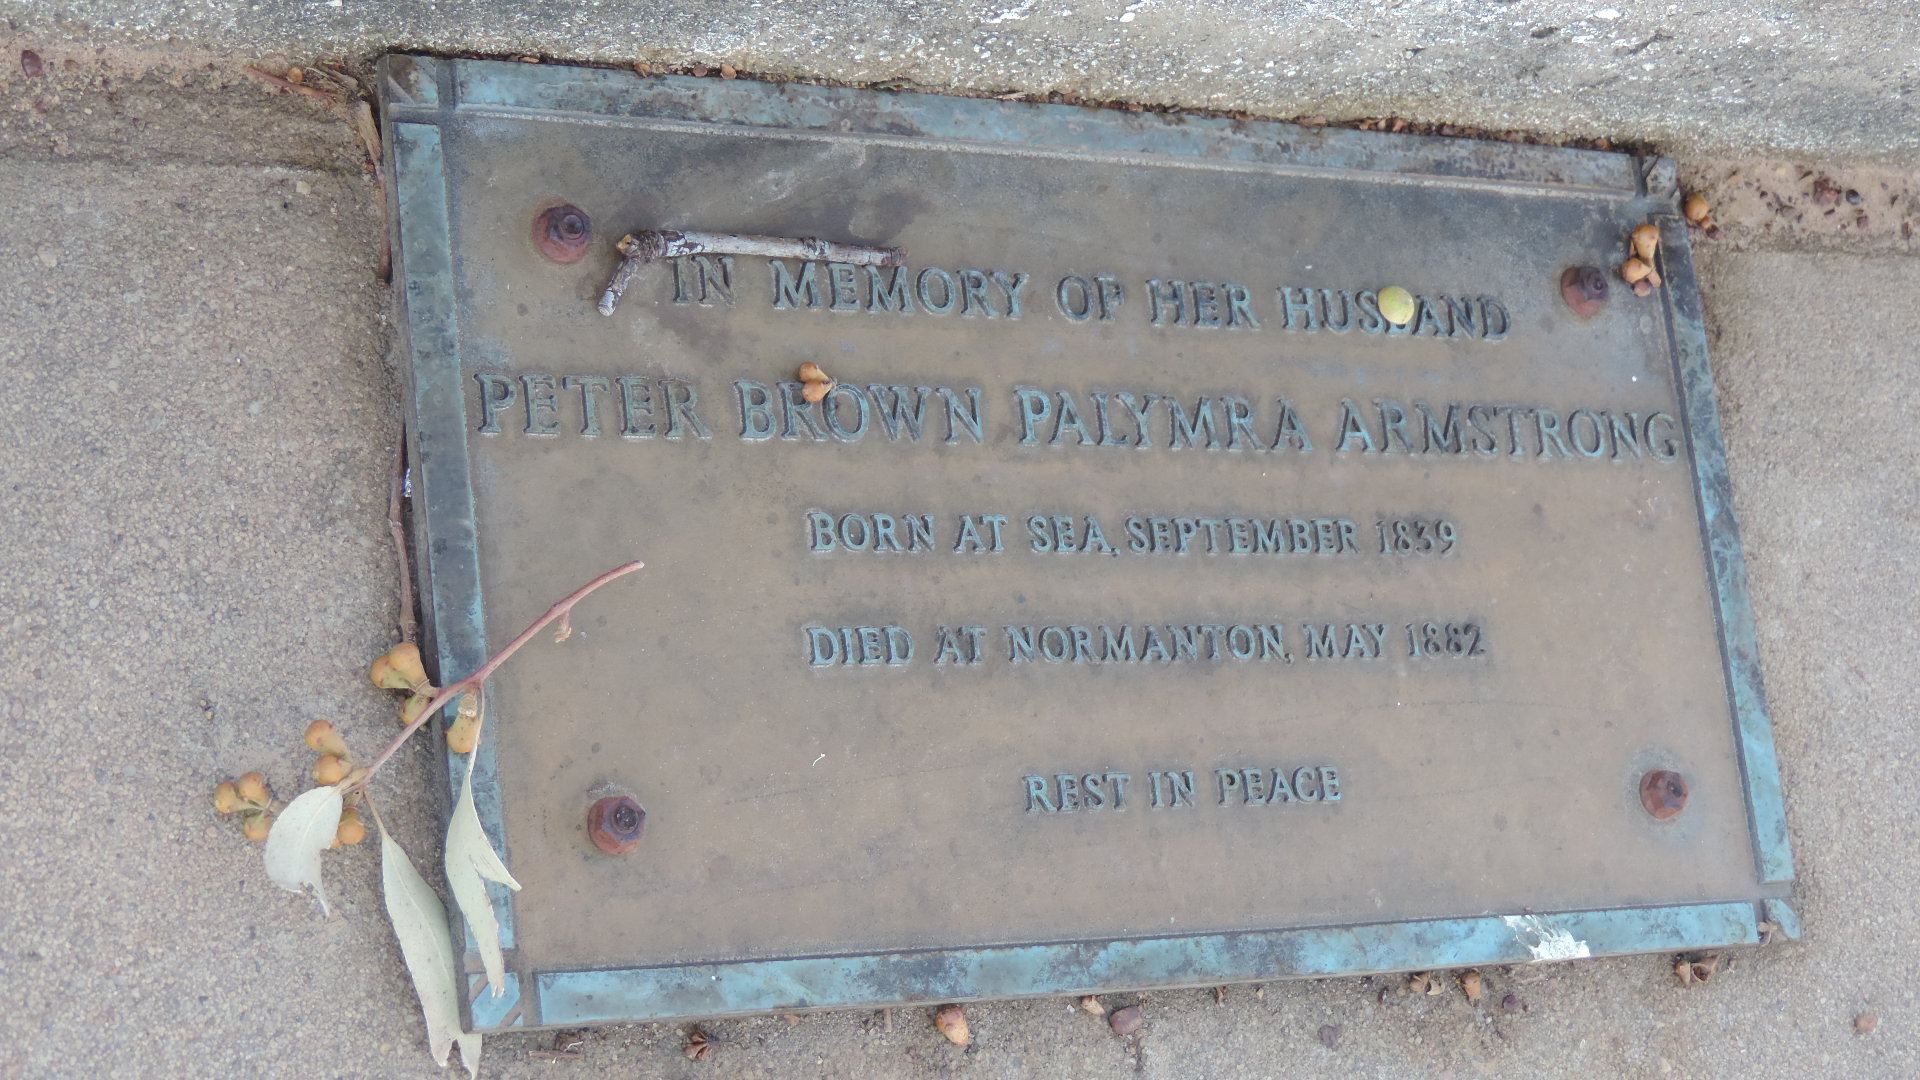 IN MEMORY OF HER HUSBAND
PETER BROWN PALYMRA ARMSTRONG
BORN AT SEA, SEPTEMBER 1839
DIED AT NORMANTON, MAY 1882
REST IN PEACE